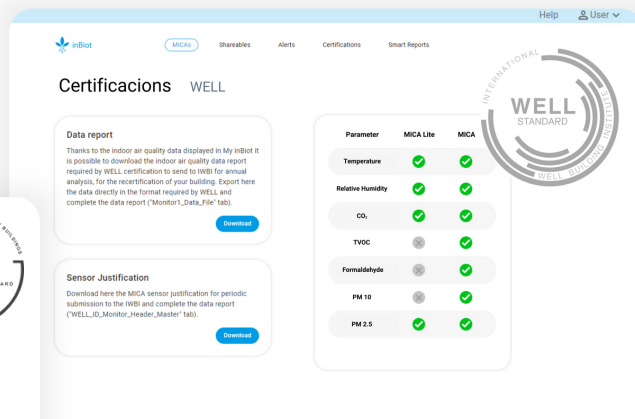 Help User
inBiot MICAs Shareables Alerts Certifications Smart Reports
Certificacions WELL
INTERNATIONAL WELL BUILDING INSTITUTE
WELL
STANDARD
Data report
Thanks to the indoor air quality data displayed in My inBiot it
is possible to download the indoor air quality data report
required by WELL certification to send to IWBI for annual
analysis, for the recertification of your building. Export here
the data directly in the format required by WELL and
complete the data report ("Monitor1_Data_File" tab).
Download
Sensor Justification
Download here the MICA sensor justification for periodic
submission to the IWBI and complete the data report
("WELL_ID_Monitor_Header_Master" tab).
Download
Parameter MICA Lite MICA
Temperature
Relative Humidity
CO₂
TVOC
Formaldehyde
PM 10
PM 2.5
BUILDINGS
ARD